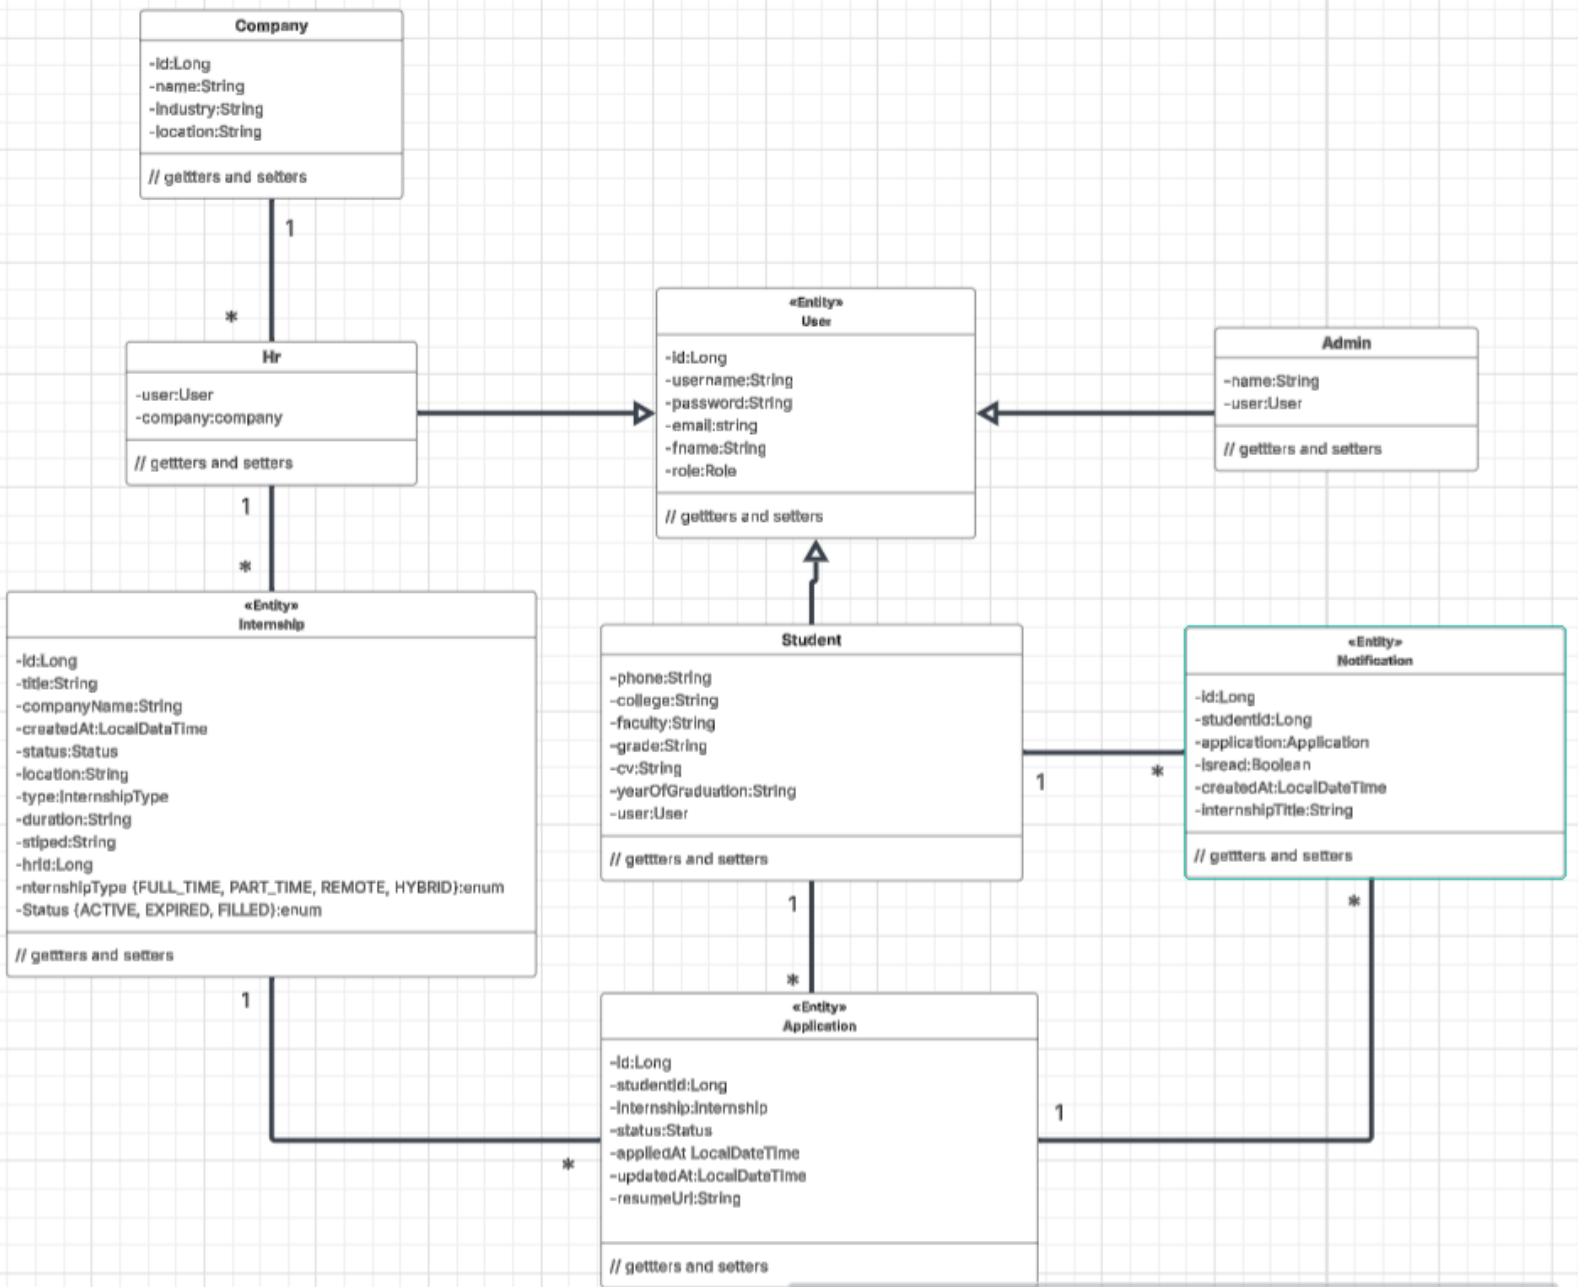 Company
-id:Long
-name:String
-industry:String
-location:String
// gettters and setters
1
*
Hr
-user:User
-company:company
// gettters and setters
1
*
«Entity»
User
-id:Long
-username:String
-password:String
-email:string
-fname:String
-role:Role
// gettters and setters
Admin
-name:String
-user:User
// gettters and setters
«Entity»
Internship
-id:Long
-title:String
-companyName:String
-createdAt:LocalDataTime
-status:Status
-location:String
-type:InternshipType
-duration:String
-stiped:String
-hrId:Long
-nternshipType {FULL_TIME, PART_TIME, REMOTE, HYBRID}:enum
-Status {ACTIVE, EXPIRED, FILLED}:enum
// gettters and setters
1
*
Student
-phone:String
-college:String
-faculty:String
-grade:String
-cv:String
-yearOfGraduation:String
-user:User
// gettters and setters
1
*
1
*
«Entity»
Notification
-id:Long
-studentId:Long
-application:Application
-isread:Boolean
-createdAt:LocalDateTime
-internshipTitle:String
// gettters and setters
*
1
«Entity»
Application
-id:Long
-studentId:Long
-internship:Internship
-status:Status
-appliedAt LocalDateTime
-updatedAt:LocalDateTime
-resumeUrl:String
// gettters and setters